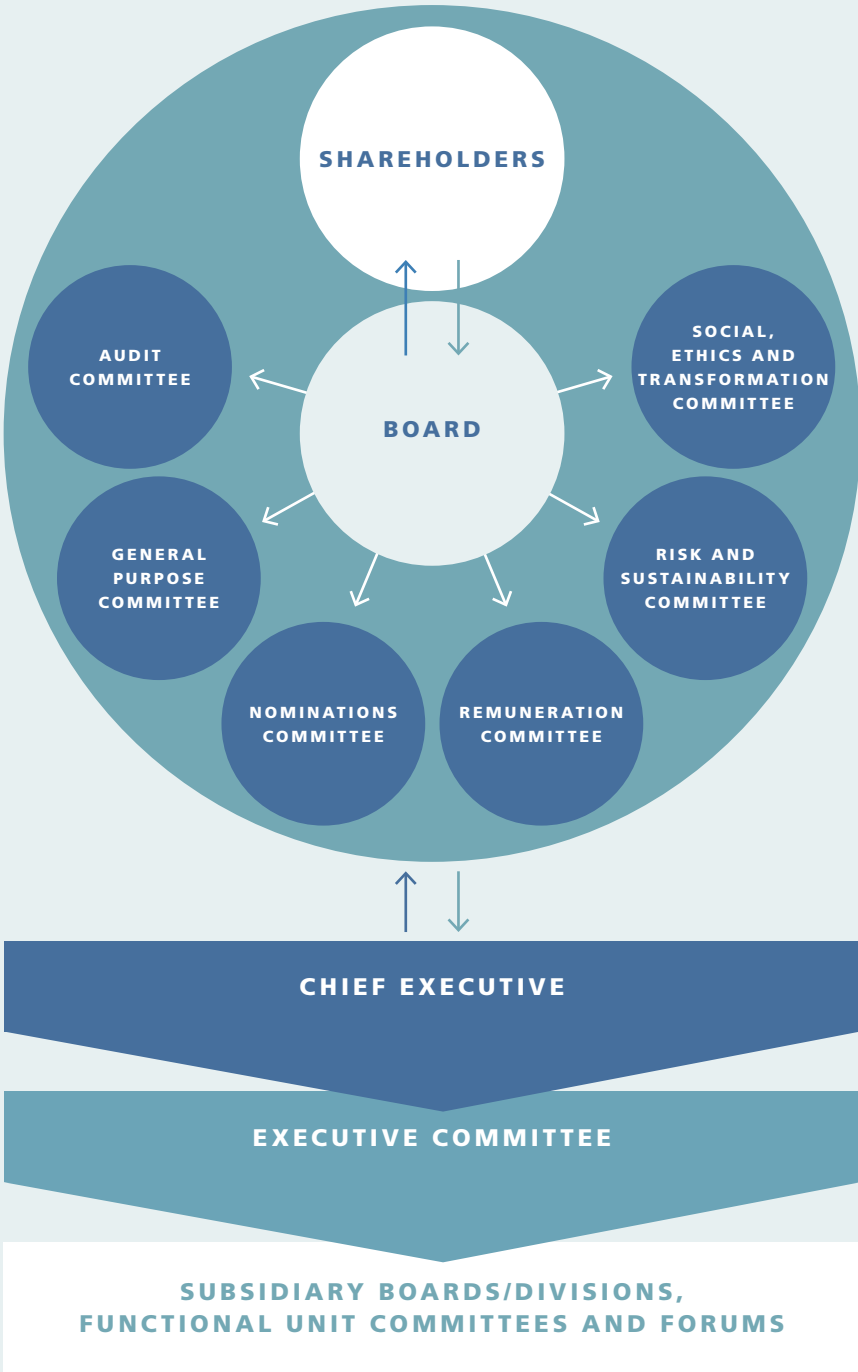 SHAREHOLDERS
BOARD
AUDIT
COMMITTEE
SOCIAL,
ETHICS AND
TRANSFORMATION
COMMITTEE
GENERAL
PURPOSE
COMMITTEE
RISK AND
SUSTAINABILITY
COMMITTEE
NOMINATIONS
COMMITTEE
REMUNERATION
COMMITTEE
CHIEF EXECUTIVE
EXECUTIVE COMMITTEE
SUBSIDIARY BOARDS/DIVISIONS,
FUNCTIONAL UNIT COMMITTEES AND FORUMS